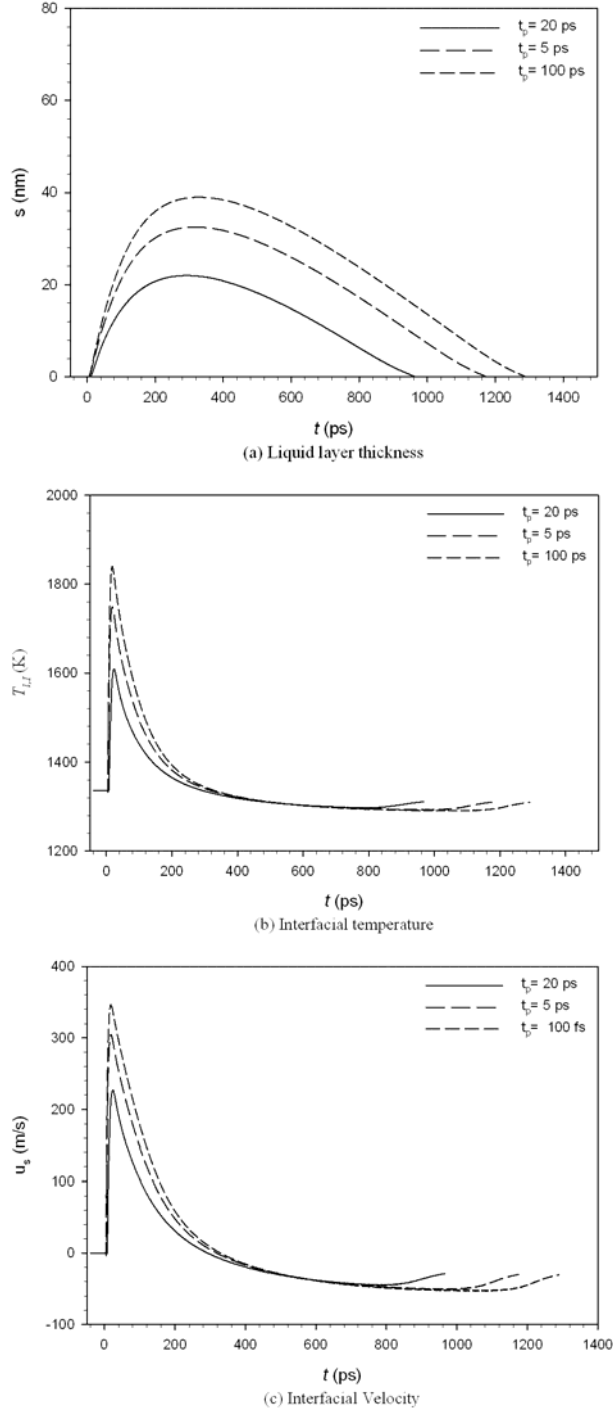 80
60
40
20
0
s (nm)
t_p= 20 ps
t_p= 5 ps
t_p= 100 ps
0 200 400 600 800 1000 1200 1400
t (ps)
(a) Liquid layer thickness
2000
1800
1600
1400
1200
T_l,I (K)
t_p= 20 ps
t_p= 5 ps
t_p= 100 ps
0 200 400 600 800 1000 1200 1400
t (ps)
(b) Interfacial temperature
400
300
200
100
0
-100
u_s (m/s)
t_p= 20 ps
t_p= 5 ps
t_p= 100 fs
0 200 400 600 800 1000 1200 1400
t (ps)
(c) Interfacial Velocity